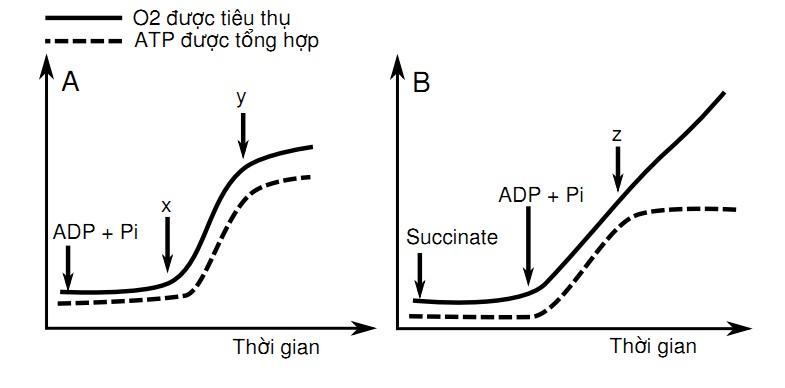 O2 được tiêu thụ
ATP được tổng hợp
A
y
x
ADP + Pi
Thời gian
B
z
ADP + Pi
Succinate
Thời gian